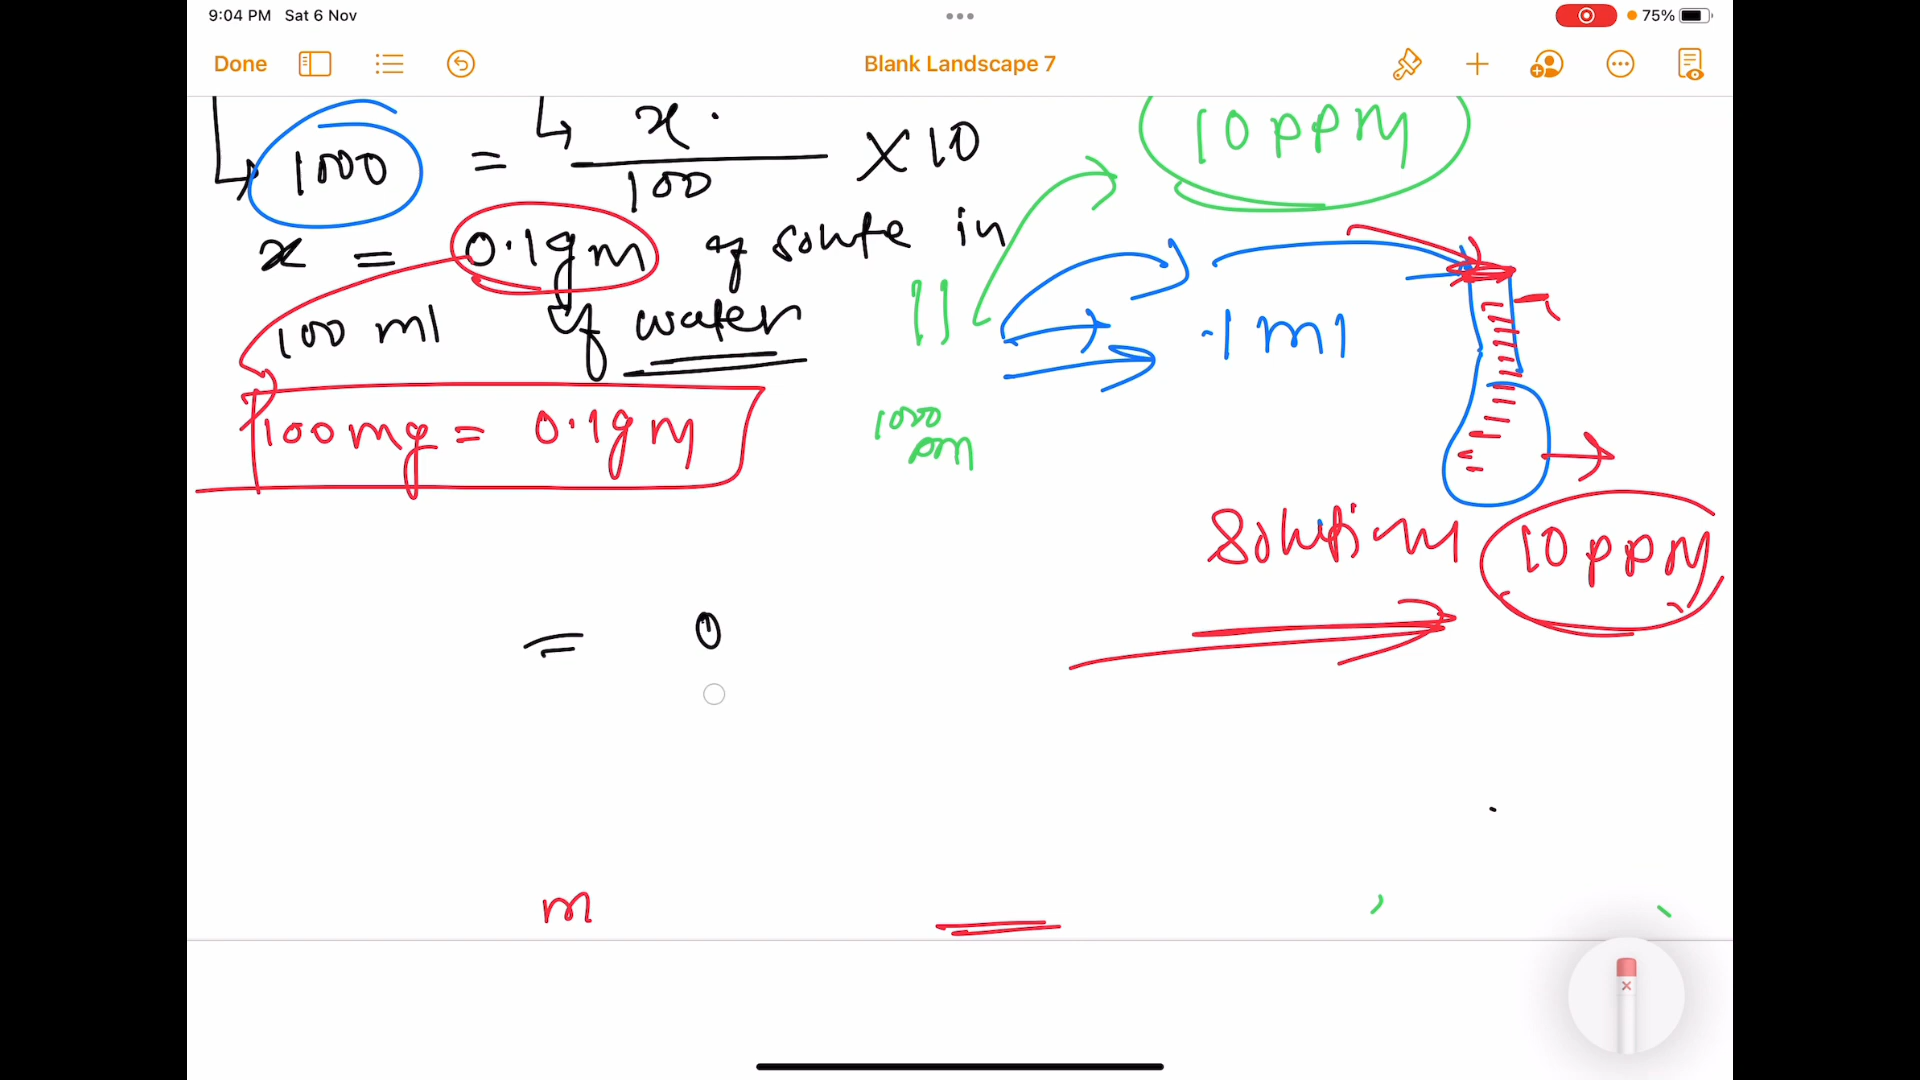 9:04 PM Sat 6 Nov
75%
Done
Blank Landscape 7
1000 = x / 100 X 10
10 ppm
x = 0.1gm of solute in
100 ml of water
.1 ml
100mg = 0.1gm
1000
solution 10 ppm
= 0
m